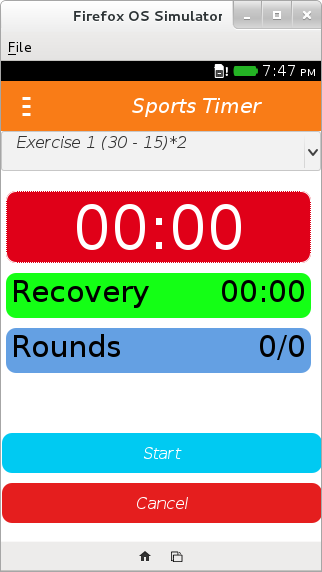 Firefox OS Simulator
File
7:47 PM
Sports Timer
Exercise 1 (30 - 15)*2
00:00
Recovery 00:00
Rounds 0/0
Start
Cancel